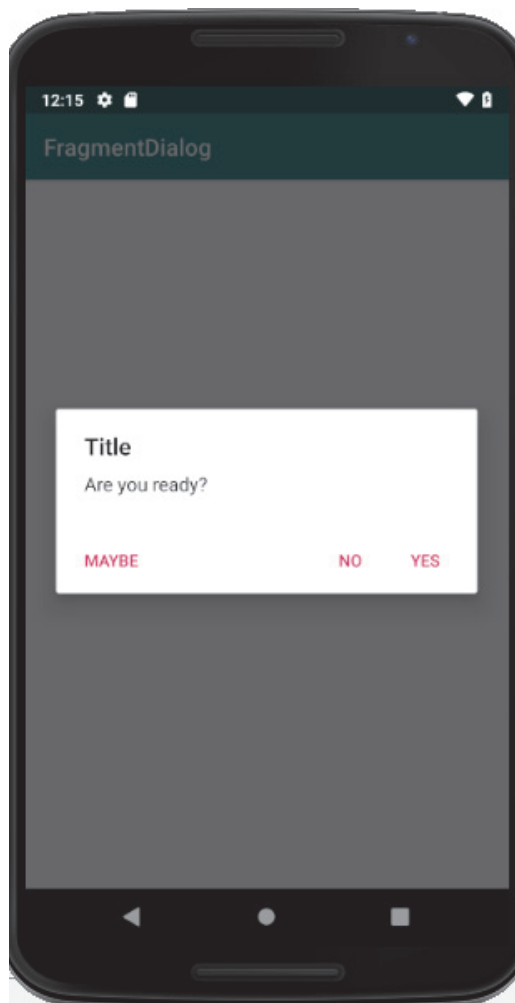 12:15
FragmentDialog
Title
Are you ready?
MAYBE NO YES